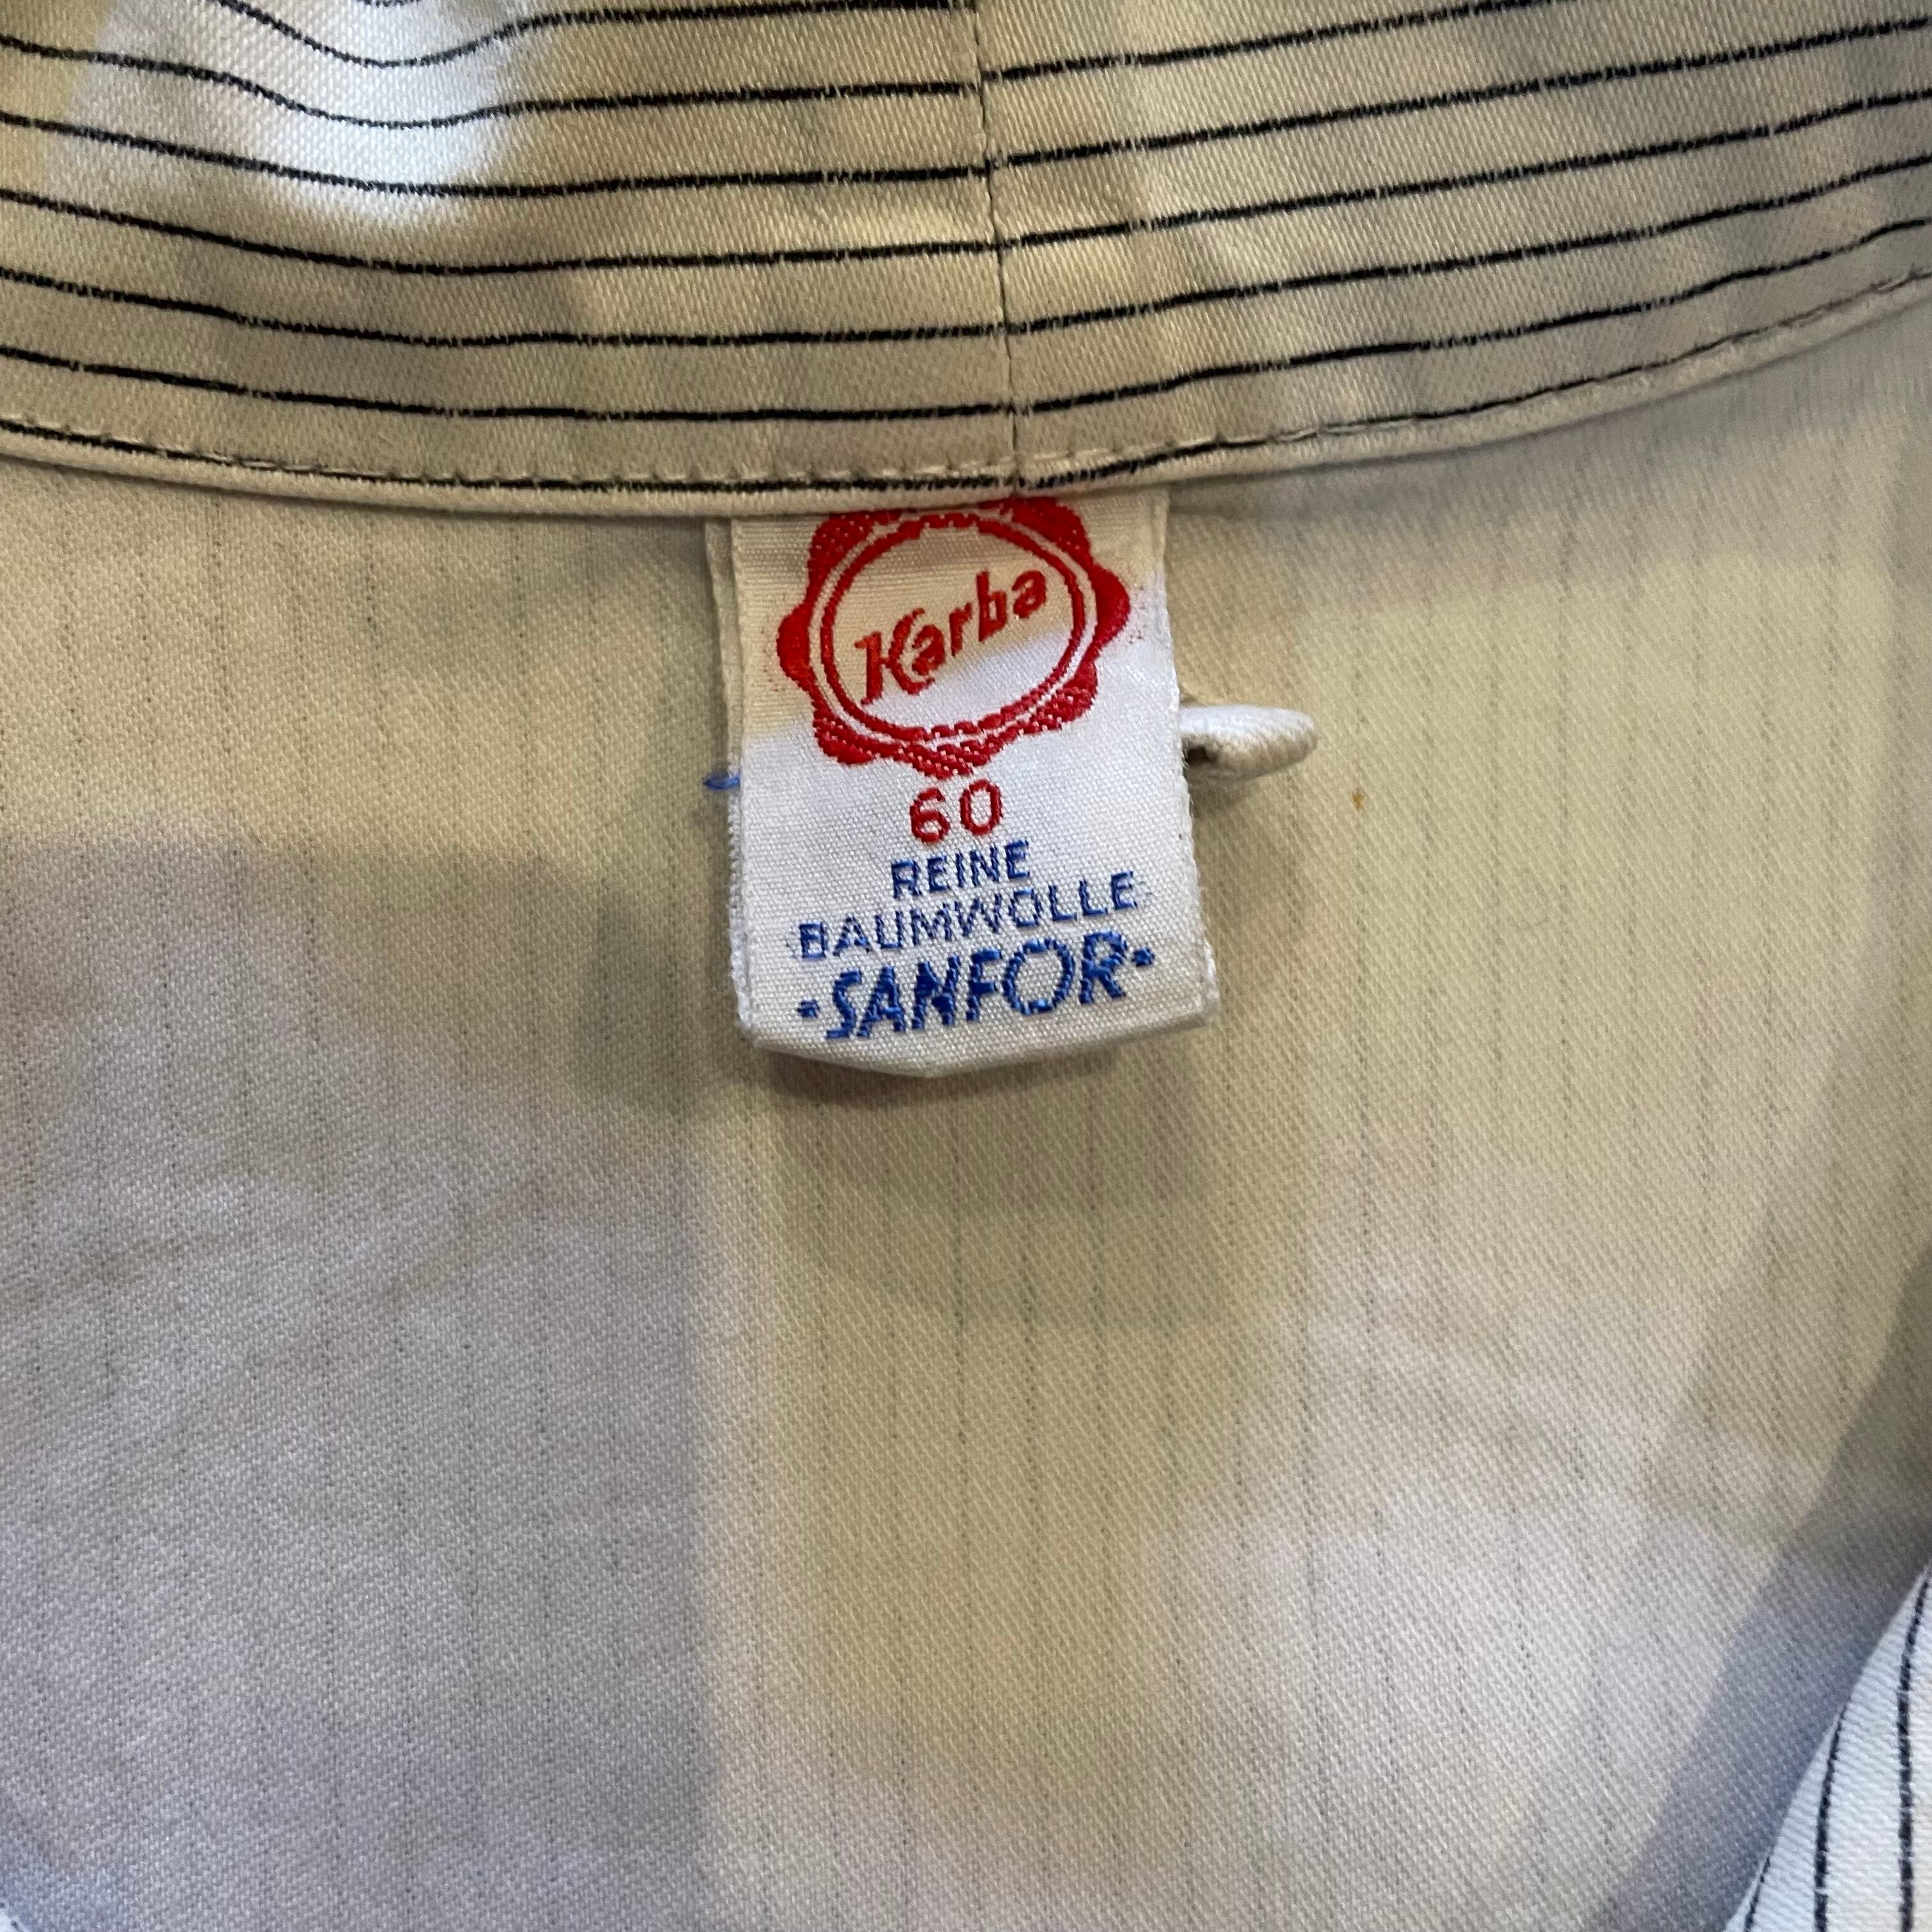 Karba
60
REINE
BAUMWOLLE
·SANFOR·